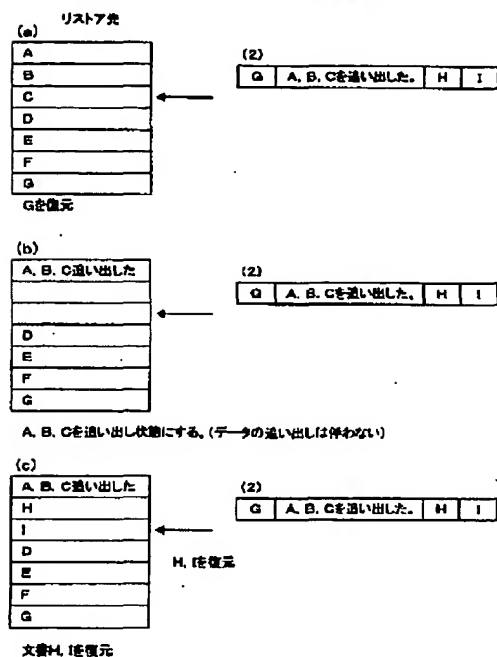 リストア先
(a)
A
B
C
D
E
F
G
Gを復元
(2)
G A, B, Cを追い出した。 H I
(b)
A, B, C追い出した
D
E
F
G
(2)
G A, B, Cを追い出した。 H I
A, B, Cを追い出し状態にする。(データの追い出しは伴わない)
(c)
A, B, C追い出した
H
I
D
E
F
G
(2)
G A, B, Cを追い出した。 H I
H, Iを復元
文書H, Iを復元